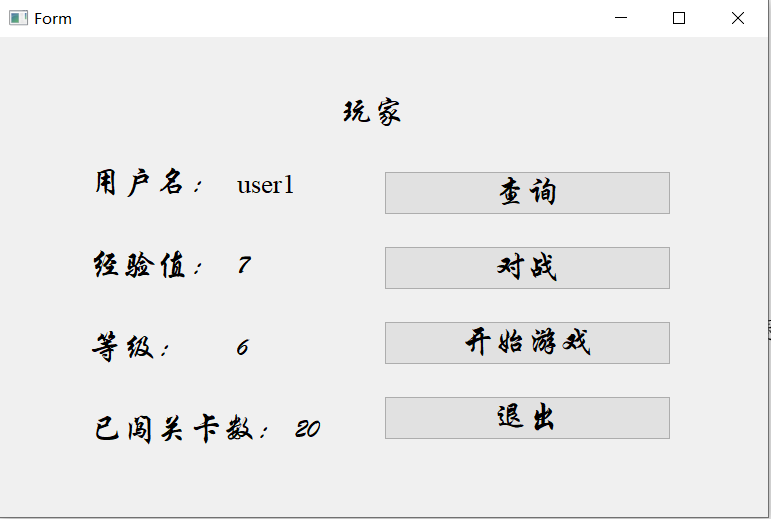 Form
玩家
用户名： user1
查询
经验值： 7
对战
等级： 6
开始游戏
已闯关卡数： 20
退出